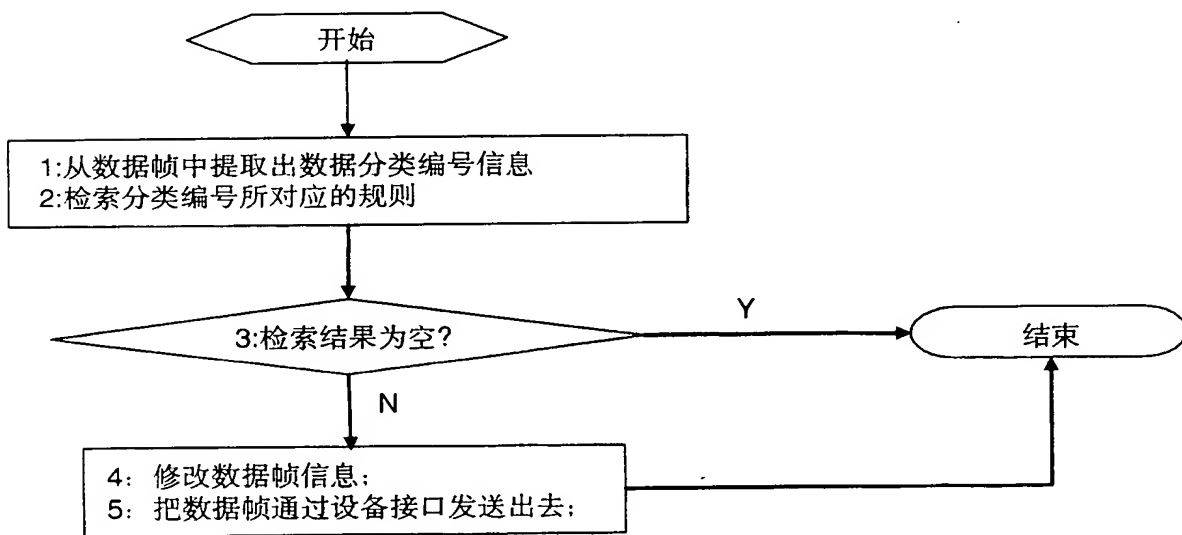 开始
1:从数据帧中提取出数据分类编号信息
2:检索分类编号所对应的规则
3:检索结果为空?
Y
结束
N
4：修改数据帧信息；
5：把数据帧通过设备接口发送出去；